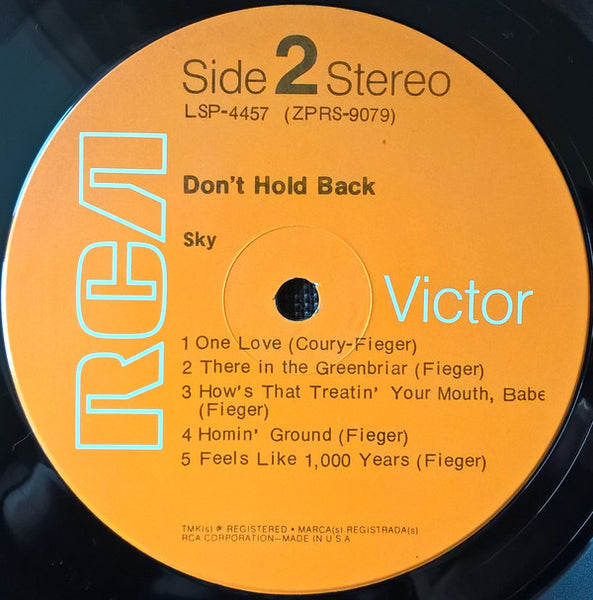 Side 2 Stereo
LSP-4457 (ZPRS-9079)
Don't Hold Back
Sky
RCA
Victor
1 One Love (Coury-Fieger)
2 There in the Greenbriar (Fieger)
3 How's That Treatin' Your Mouth, Babe
(Fieger)
4 Homin' Ground (Fieger)
5 Feels Like 1,000 Years (Fieger)
TMK(s) ® REGISTERED • MARCA(s) REGISTRADA(s)
RCA CORPORATION—MADE IN U S A